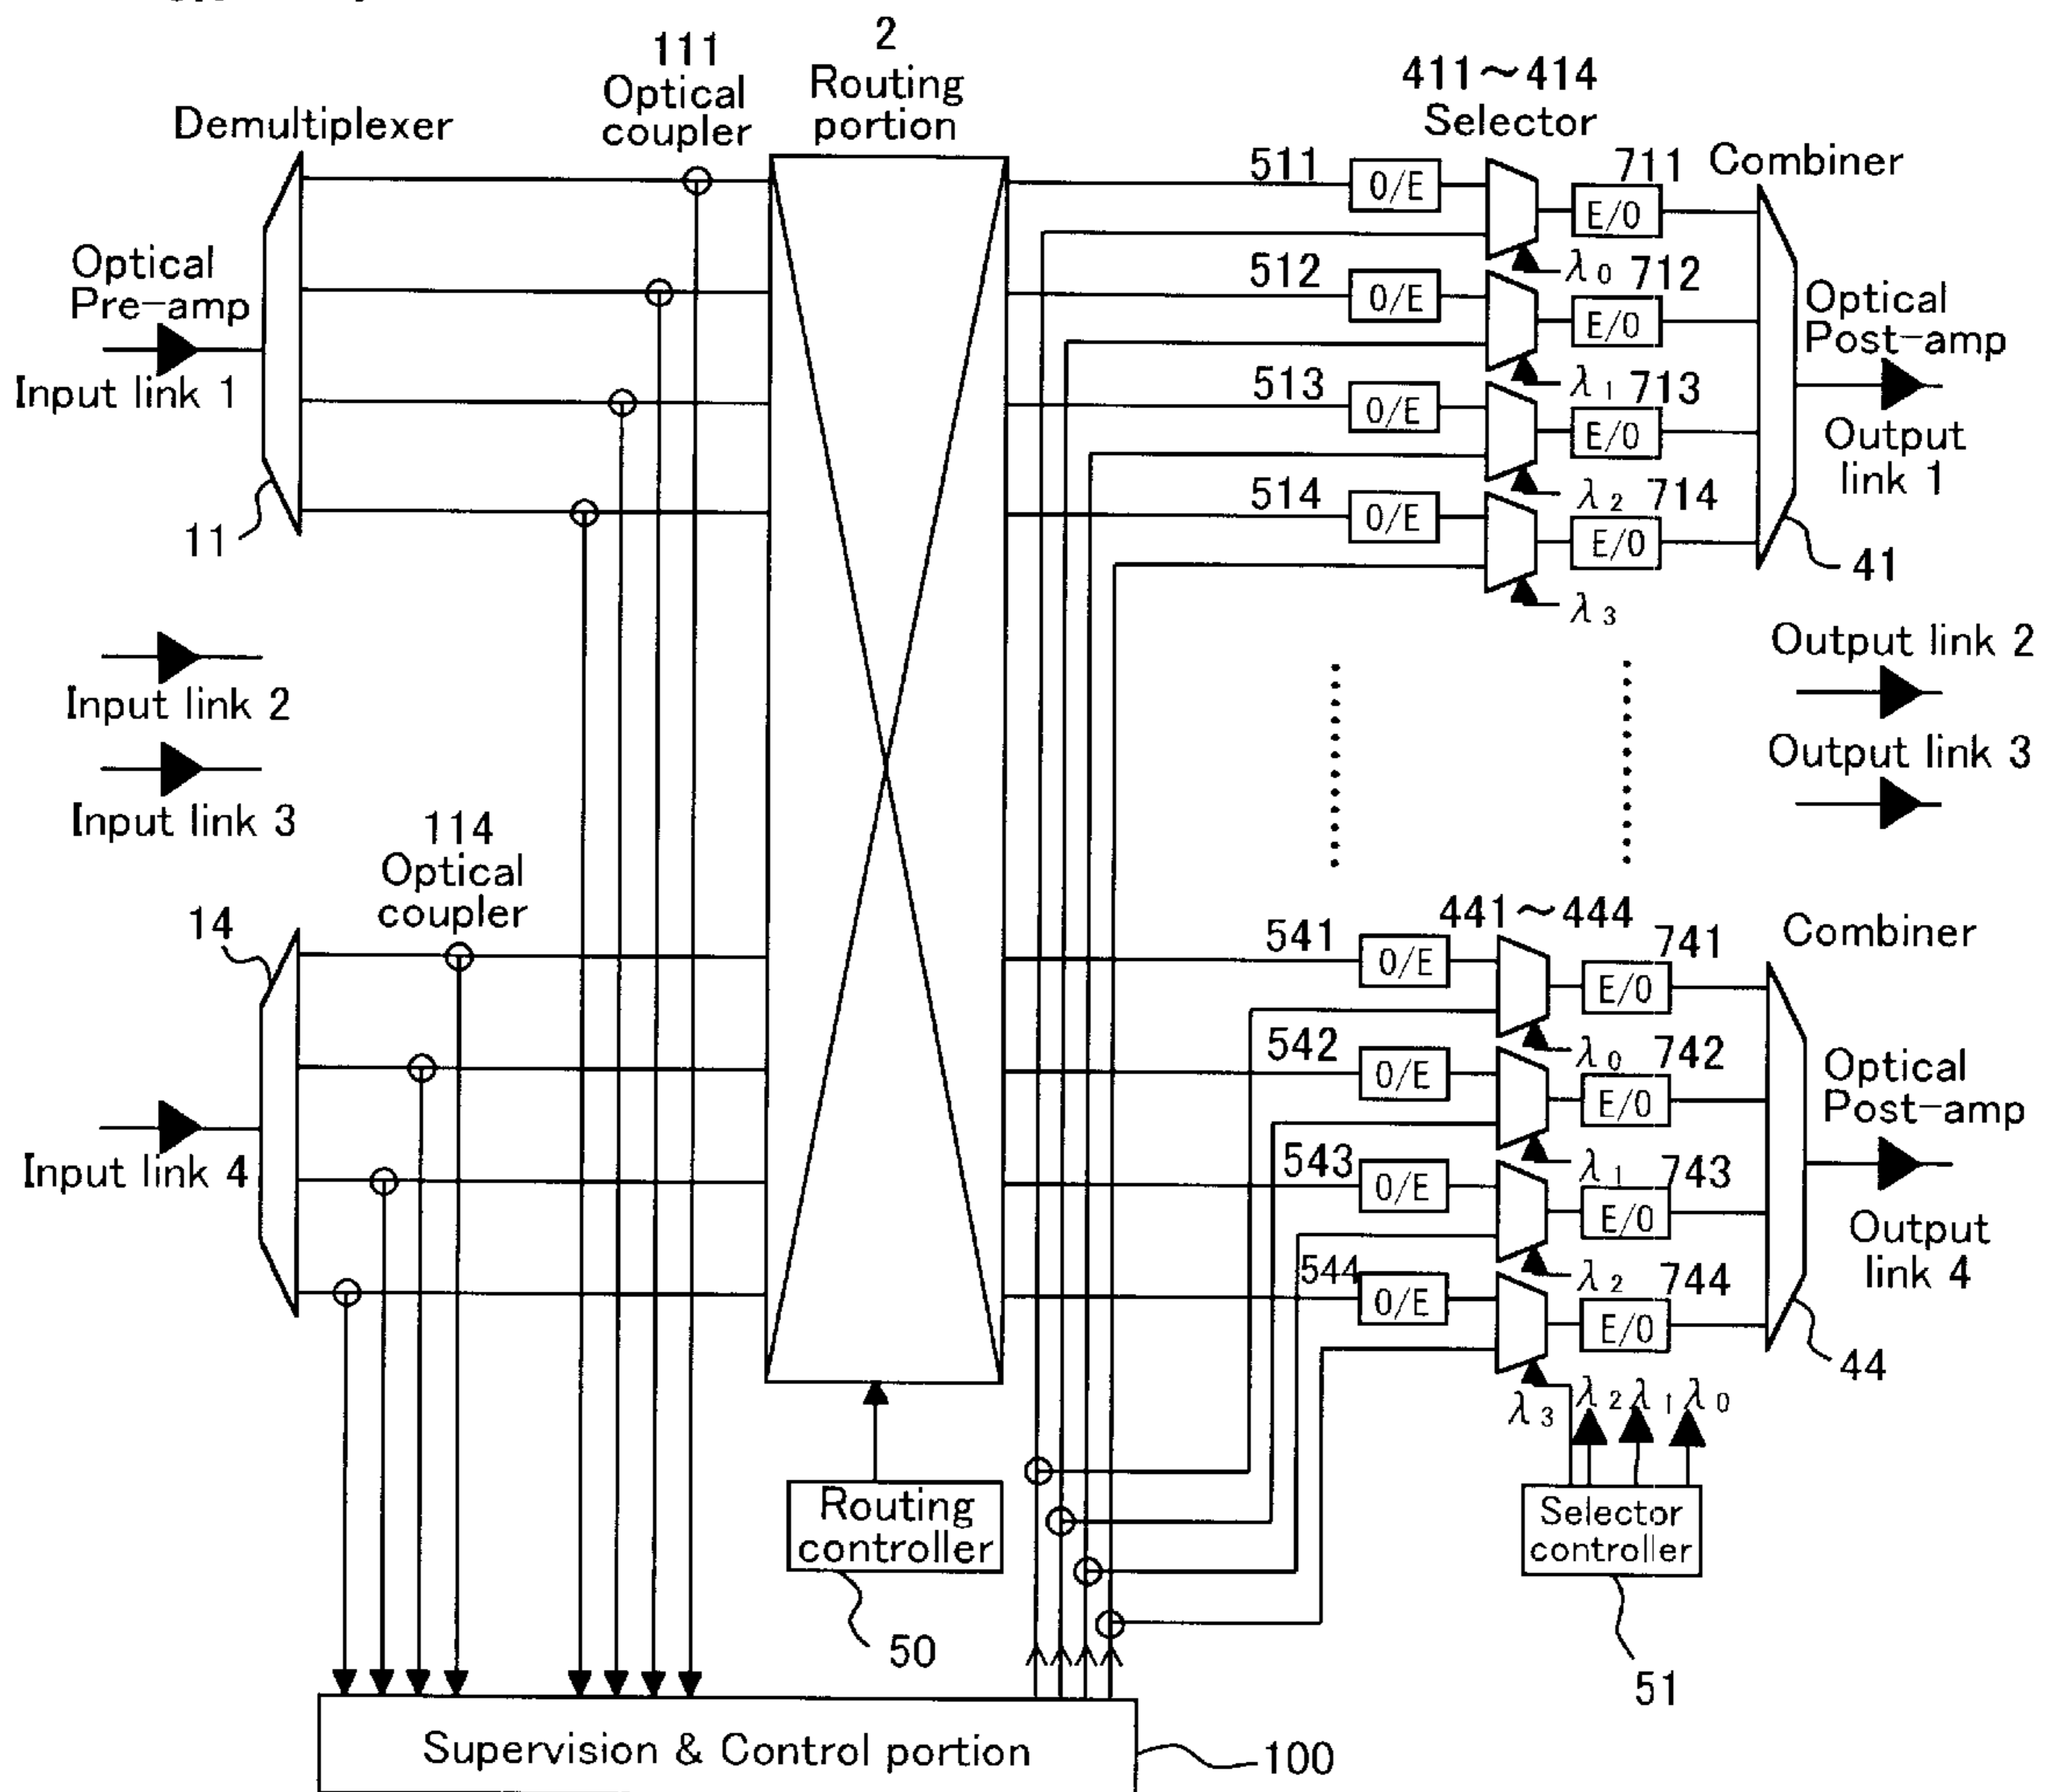 2
Routing
portion
111
Optical
coupler
Demultiplexer
411～414
Selector
Combiner
511
O/E
711
E/O
λ0
512
O/E
712
E/O
λ1
513
O/E
713
E/O
λ2
514
O/E
714
E/O
λ3
Optical
Pre-amp
Input link 1
11
Optical
Post-amp
Output
link 1
41
Input link 2
Input link 3
Output link 2
Output link 3
114
Optical
coupler
14
Input link 4
441～444
Combiner
541
O/E
741
E/O
λ0
542
O/E
742
E/O
λ1
543
O/E
743
E/O
λ2
544
O/E
744
E/O
λ3
λ2
λ1
λ0
Optical
Post-amp
Output
link 4
44
Routing
controller
50
Selector
controller
51
Supervision & Control portion
100